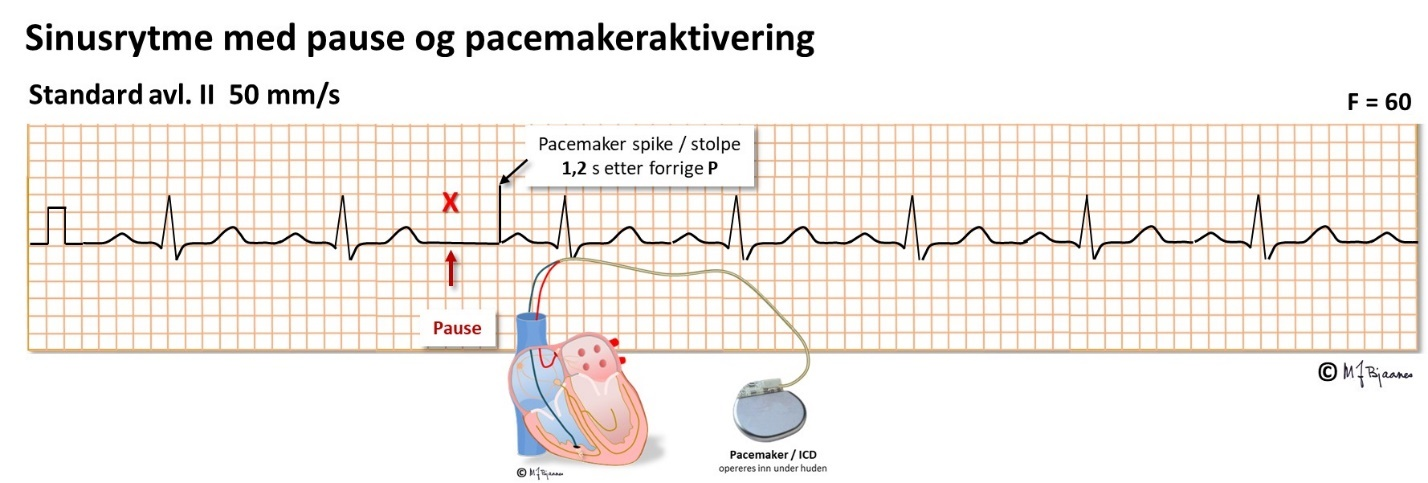 Sinusrytme med pause og pacemakeraktivering
Standard avl. II 50 mm/s
F = 60
Pacemaker spike / stolpe
1,2 s etter forrige P
X
Pause
© M J Bjaanes
Pacemaker / ICD
opereres inn under huden
© M J Bjaanes